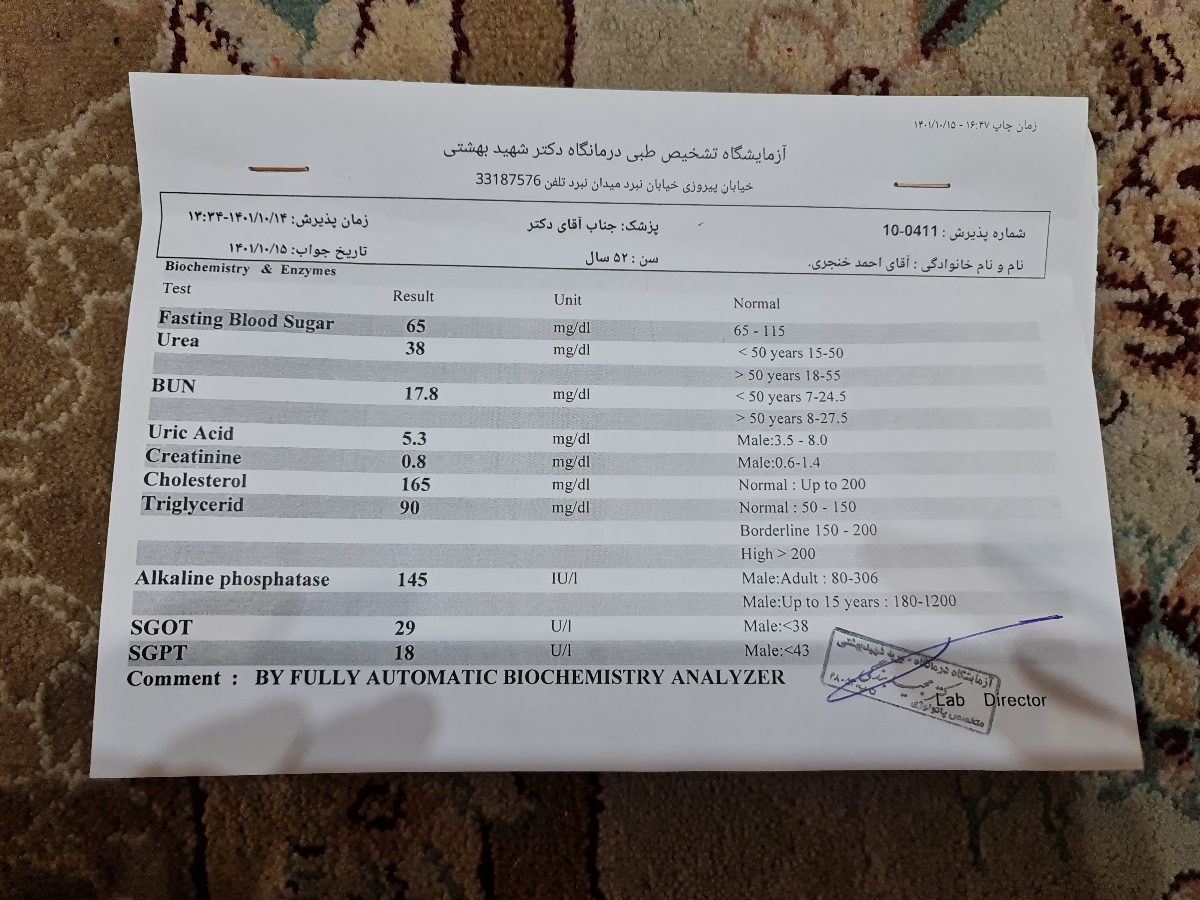 زمان چاپ ۱۶:۴۷ - ۱۴۰۱/۱۰/۱۵
آزمایشگاه تشخیص طبی درمانگاه دکتر شهید بهشتی
خیابان پیروزی خیابان نبرد میدان نبرد تلفن 33187576
شماره پذیرش : 0411-10 پزشک: جناب آقای دکتر زمان پذیرش: ۱۴۰۱/۱۰/۱۴-۱۳:۳۴
نام و نام خانوادگی : آقای احمد خنجری. سن : ۵۲ سال تاریخ جواب: ۱۴۰۱/۱۰/۱۵
Biochemistry & Enzymes
Test Result Unit Normal
Fasting Blood Sugar 65 mg/dl 65 - 115
Urea 38 mg/dl < 50 years 15-50
> 50 years 18-55
BUN 17.8 mg/dl < 50 years 7-24.5
> 50 years 8-27.5
Uric Acid 5.3 mg/dl Male:3.5 - 8.0
Creatinine 0.8 mg/dl Male:0.6-1.4
Cholesterol 165 mg/dl Normal : Up to 200
Triglycerid 90 mg/dl Normal : 50 - 150
Borderline 150 - 200
High > 200
Alkaline phosphatase 145 IU/l Male:Adult : 80-306
Male:Up to 15 years : 180-1200
SGOT 29 U/l Male:<38
SGPT 18 U/l Male:<43
Comment : BY FULLY AUTOMATIC BIOCHEMISTRY ANALYZER
آزمایشگاه درمانگاه شهید بهشتی
متخصص پاتولوژی
Lab Director